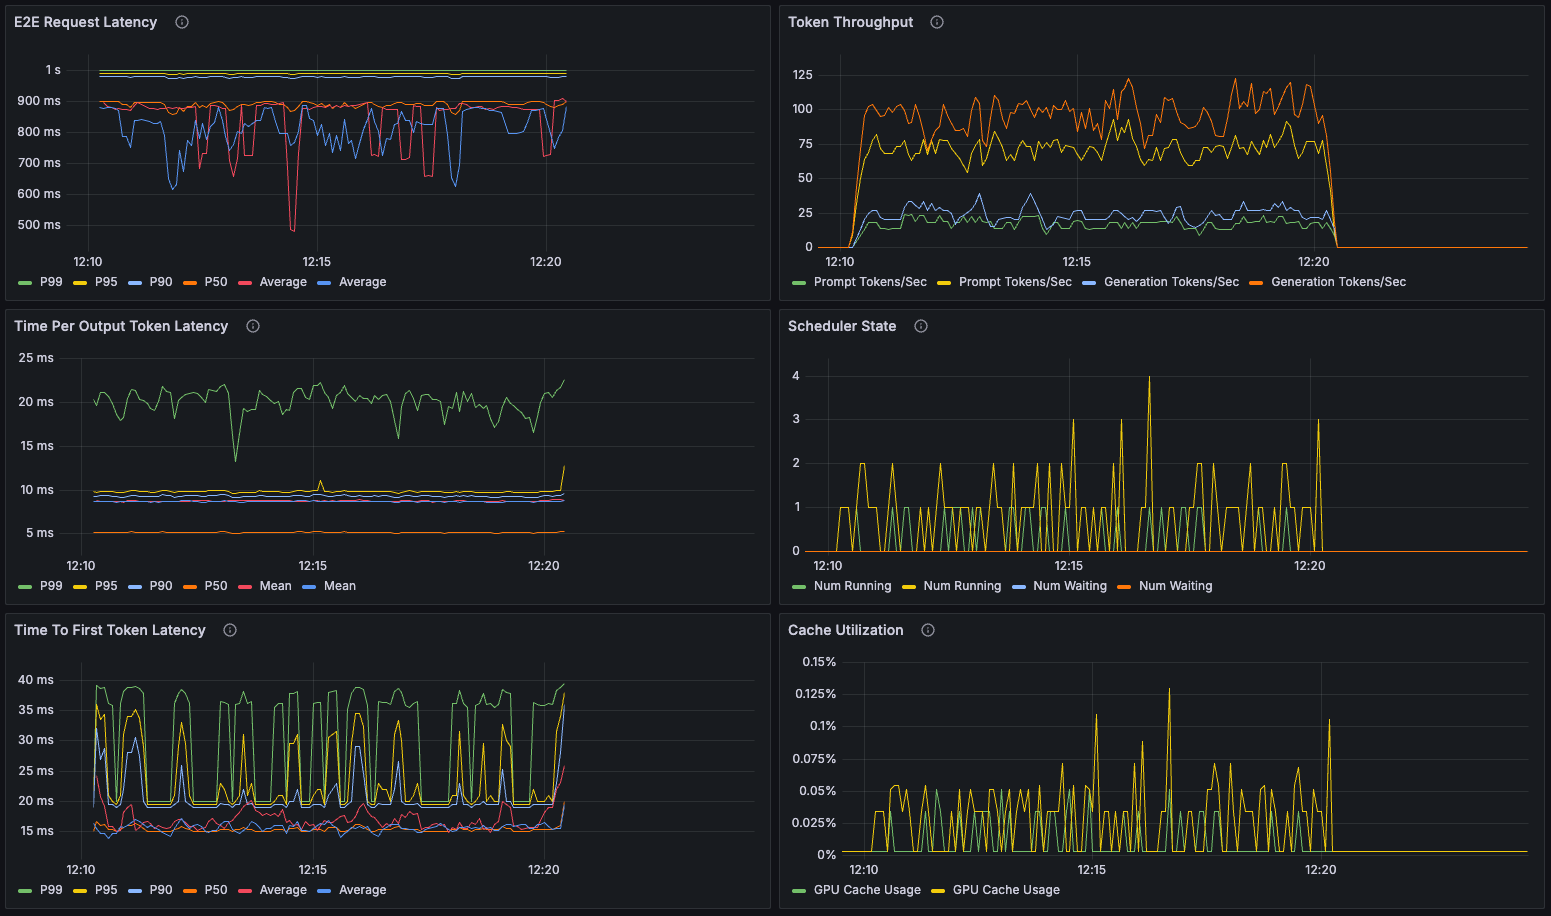 E2E Request Latency
1 s
900 ms
800 ms
700 ms
600 ms
500 ms
12:10 12:15 12:20
P99 P95 P90 P50 Average Average
Token Throughput
125
100
75
50
25
0
12:10 12:15 12:20
Prompt Tokens/Sec Prompt Tokens/Sec Generation Tokens/Sec Generation Tokens/Sec
Time Per Output Token Latency
25 ms
20 ms
15 ms
10 ms
5 ms
12:10 12:15 12:20
P99 P95 P90 P50 Mean Mean
Scheduler State
4
3
2
1
0
12:10 12:15 12:20
Num Running Num Running Num Waiting Num Waiting
Time To First Token Latency
40 ms
35 ms
30 ms
25 ms
20 ms
15 ms
12:10 12:15 12:20
P99 P95 P90 P50 Average Average
Cache Utilization
0.15%
0.125%
0.1%
0.075%
0.05%
0.025%
0%
12:10 12:15 12:20
GPU Cache Usage GPU Cache Usage